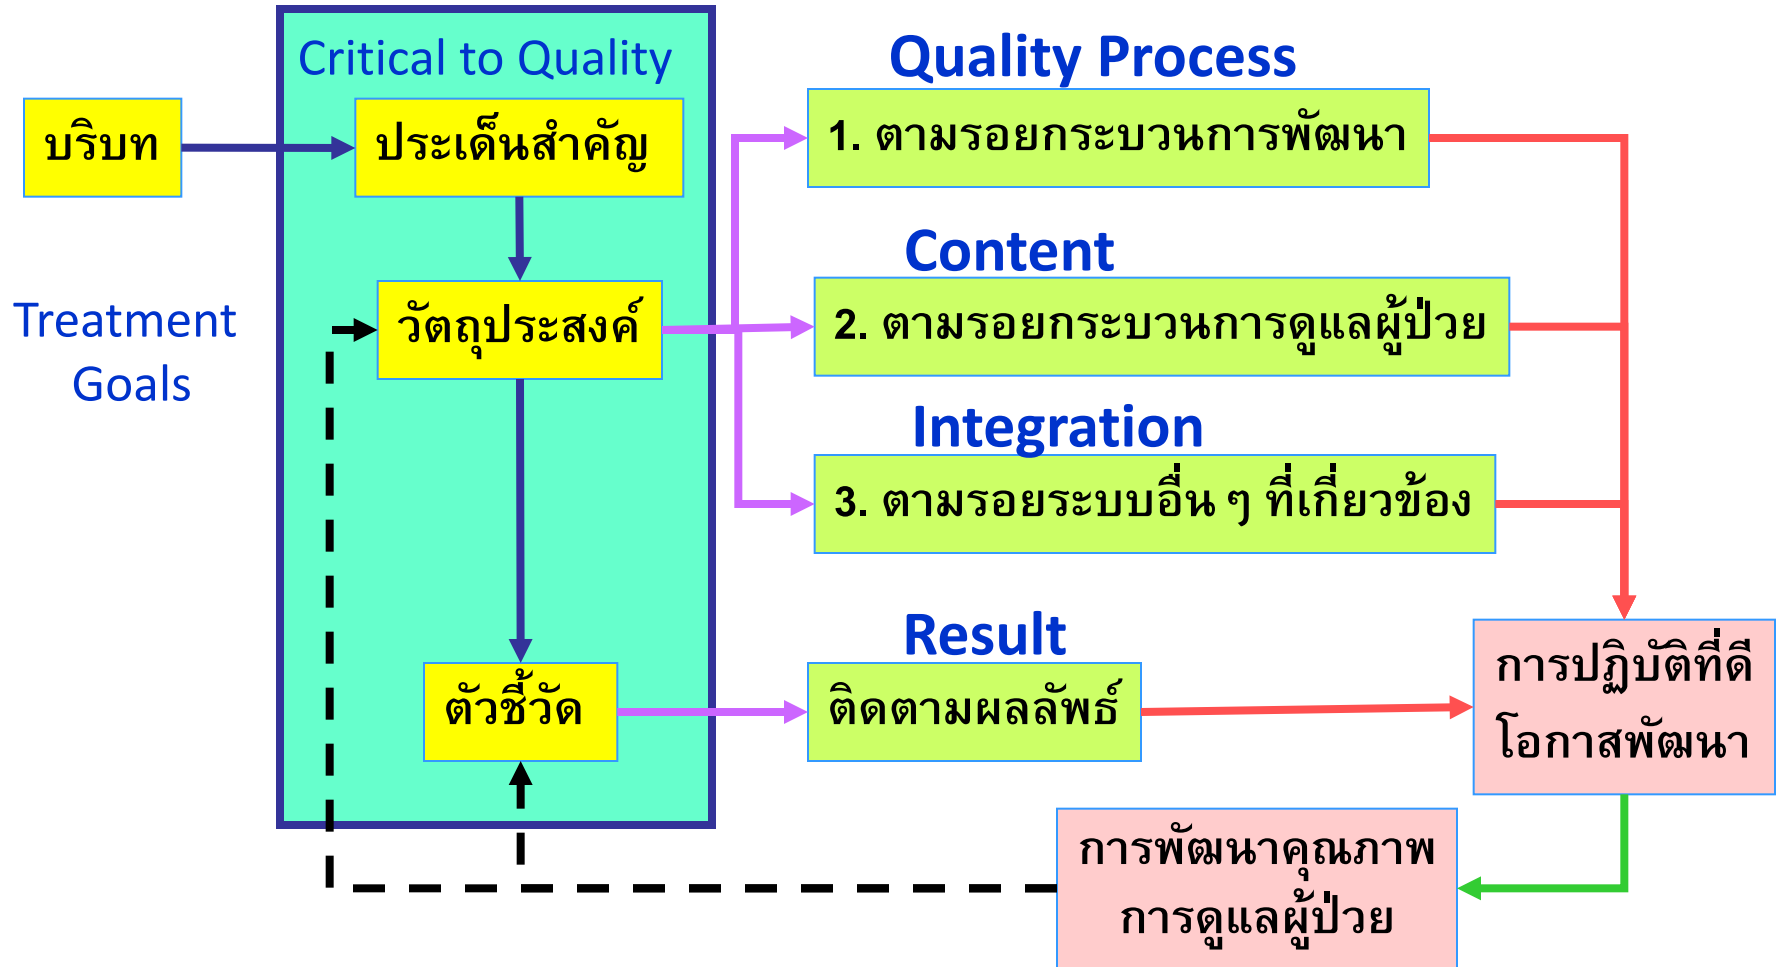 Critical to Quality
บริบท
ประเด็นสำคัญ
Treatment
Goals
วัตถุประสงค์
ตัวชี้วัด
Quality Process
1. ตามรอยกระบวนการพัฒนา
Content
2. ตามรอยกระบวนการดูแลผู้ป่วย
Integration
3. ตามรอยระบบอื่น ๆ ที่เกี่ยวข้อง
Result
ติดตามผลลัพธ์
การปฏิบัติที่ดี
โอกาสพัฒนา
การพัฒนาคุณภาพ
การดูแลผู้ป่วย